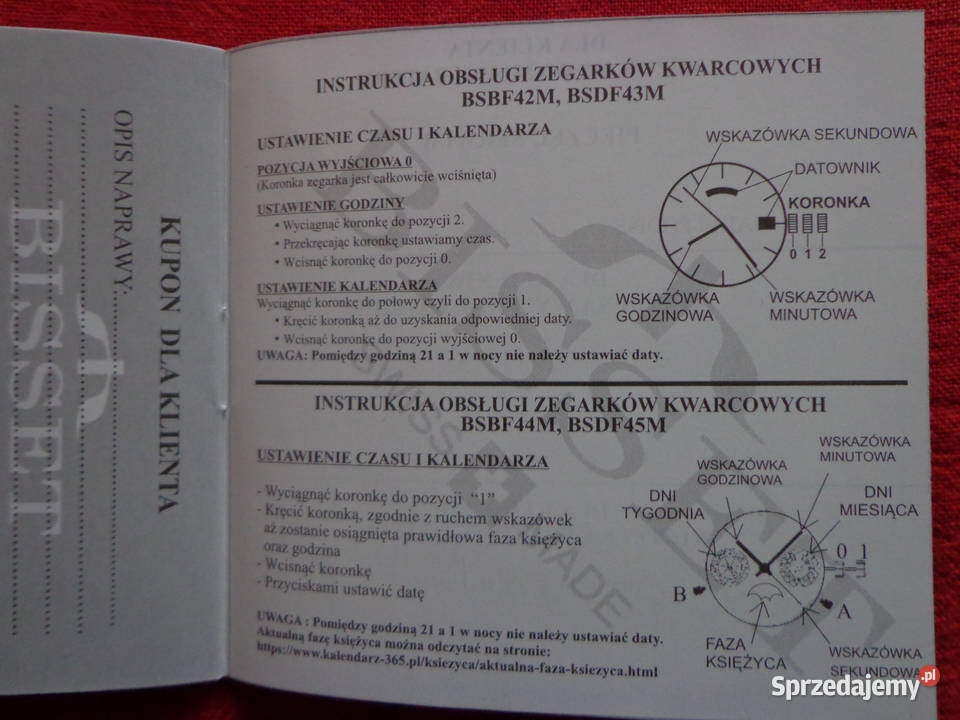 OPIS NAPRAWY:
KUPON DLA KLIENTA
BISSET
INSTRUKCJA OBSŁUGI ZEGARKÓW KWARCOWYCH
BSBF42M, BSDF43M
USTAWIENIE CZASU I KALENDARZA
POZYCJA WYJŚCIOWA 0
(Koronka zegarka jest całkowicie wciśnięta)
USTAWIENIE GODZINY
• Wyciągnąć koronkę do pozycji 2.
• Przekręcając koronkę ustawiamy czas.
• Wcisnąć koronkę do pozycji 0.
USTAWIENIE KALENDARZA
Wyciągnąć koronkę do połowy czyli do pozycji 1.
• Kręcić koronką aż do uzyskania odpowiedniej daty.
• Wcisnąć koronkę do pozycji wyjściowej 0.
UWAGA: Pomiędzy godziną 21 a 1 w nocy nie należy ustawiać daty.
WSKAZÓWKA SEKUNDOWA
DATOWNIK
KORONKA
0 1 2
WSKAZÓWKA
GODZINOWA
WSKAZÓWKA
MINUTOWA
BISSET
SWISS MADE
INSTRUKCJA OBSŁUGI ZEGARKÓW KWARCOWYCH
BSBF44M, BSDF45M
USTAWIENIE CZASU I KALENDARZA
- Wyciągnąć koronkę do pozycji “1”
- Kręcić koronką, zgodnie z ruchem wskazówek
aż zostanie osiągnięta prawidłowa faza księżyca
oraz godzina
- Wcisnąć koronkę
- Przyciskami ustawić datę
UWAGA : Pomiędzy godziną 21 a 1 w nocy nie należy ustawiać daty.
Aktualną fazę księżyca można odczytać na stronie:
https://www.kalendarz-365.pl/ksiezyca/aktualna-faza-ksiezyca.html
WSKAZÓWKA
MINUTOWA
WSKAZÓWKA
GODZINOWA
DNI
TYGODNIA
DNI
MIESIĄCA
0 1
B
A
FAZA
KSIĘŻYCA
WSKAZÓWKA
SEKUNDOWA
Sprzedajemy.pl